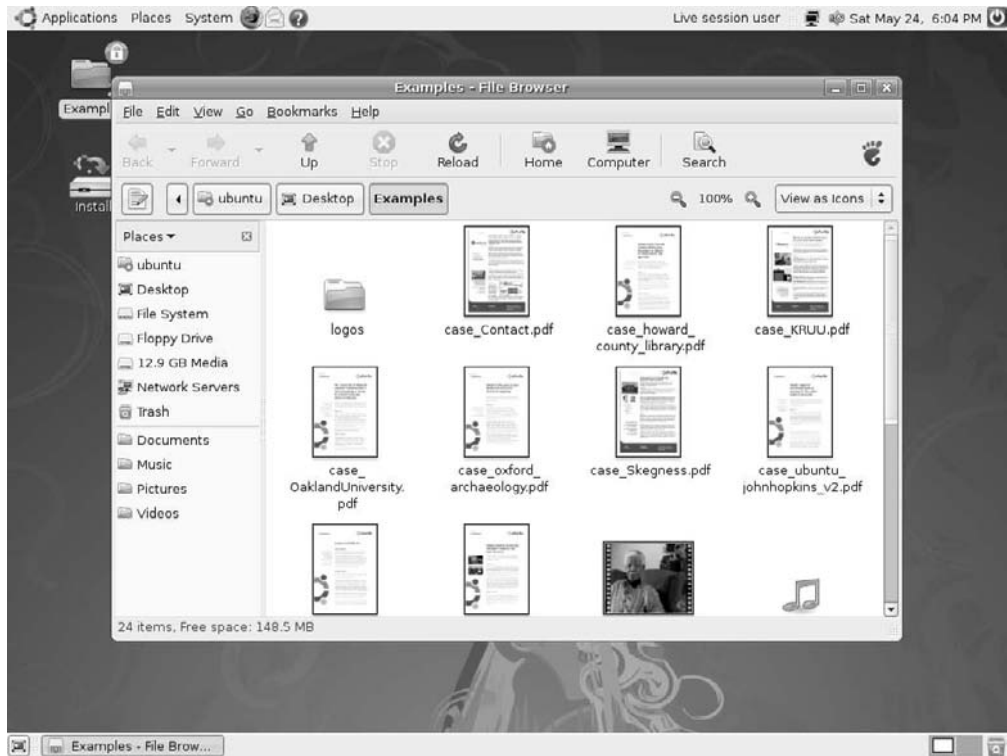 Applications Places System
Live session user
Sat May 24, 6:04 PM
Exampl
Install
Examples - File Browser
File Edit View Go Bookmarks Help
Back Forward Up Stop Reload Home Computer Search
ubuntu Desktop Examples
100% View as Icons
Places
ubuntu
Desktop
File System
Floppy Drive
12.9 GB Media
Network Servers
Trash
Documents
Music
Pictures
Videos
logos
case_Contact.pdf
case_howard_
county_library.pdf
case_KRUU.pdf
case_
OaklandUniversity.
pdf
case_oxford_
archaeology.pdf
case_Skegness.pdf
case_ubuntu_
johnhopkins_v2.pdf
24 items, Free space: 148.5 MB
Examples - File Brow...